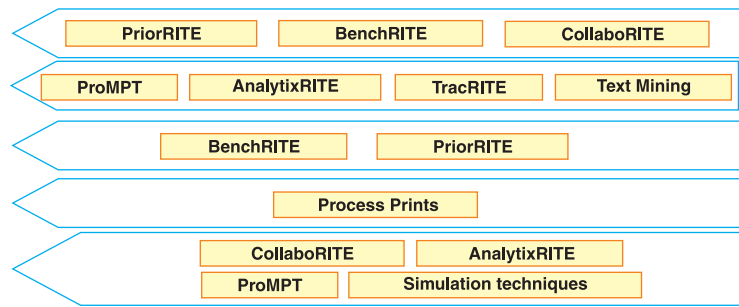 PriorRITE BenchRITE CollaboRITE
ProMPT AnalytixRITE TracRITE Text Mining
BenchRITE PriorRITE
Process Prints
CollaboRITE AnalytixRITE
ProMPT Simulation techniques